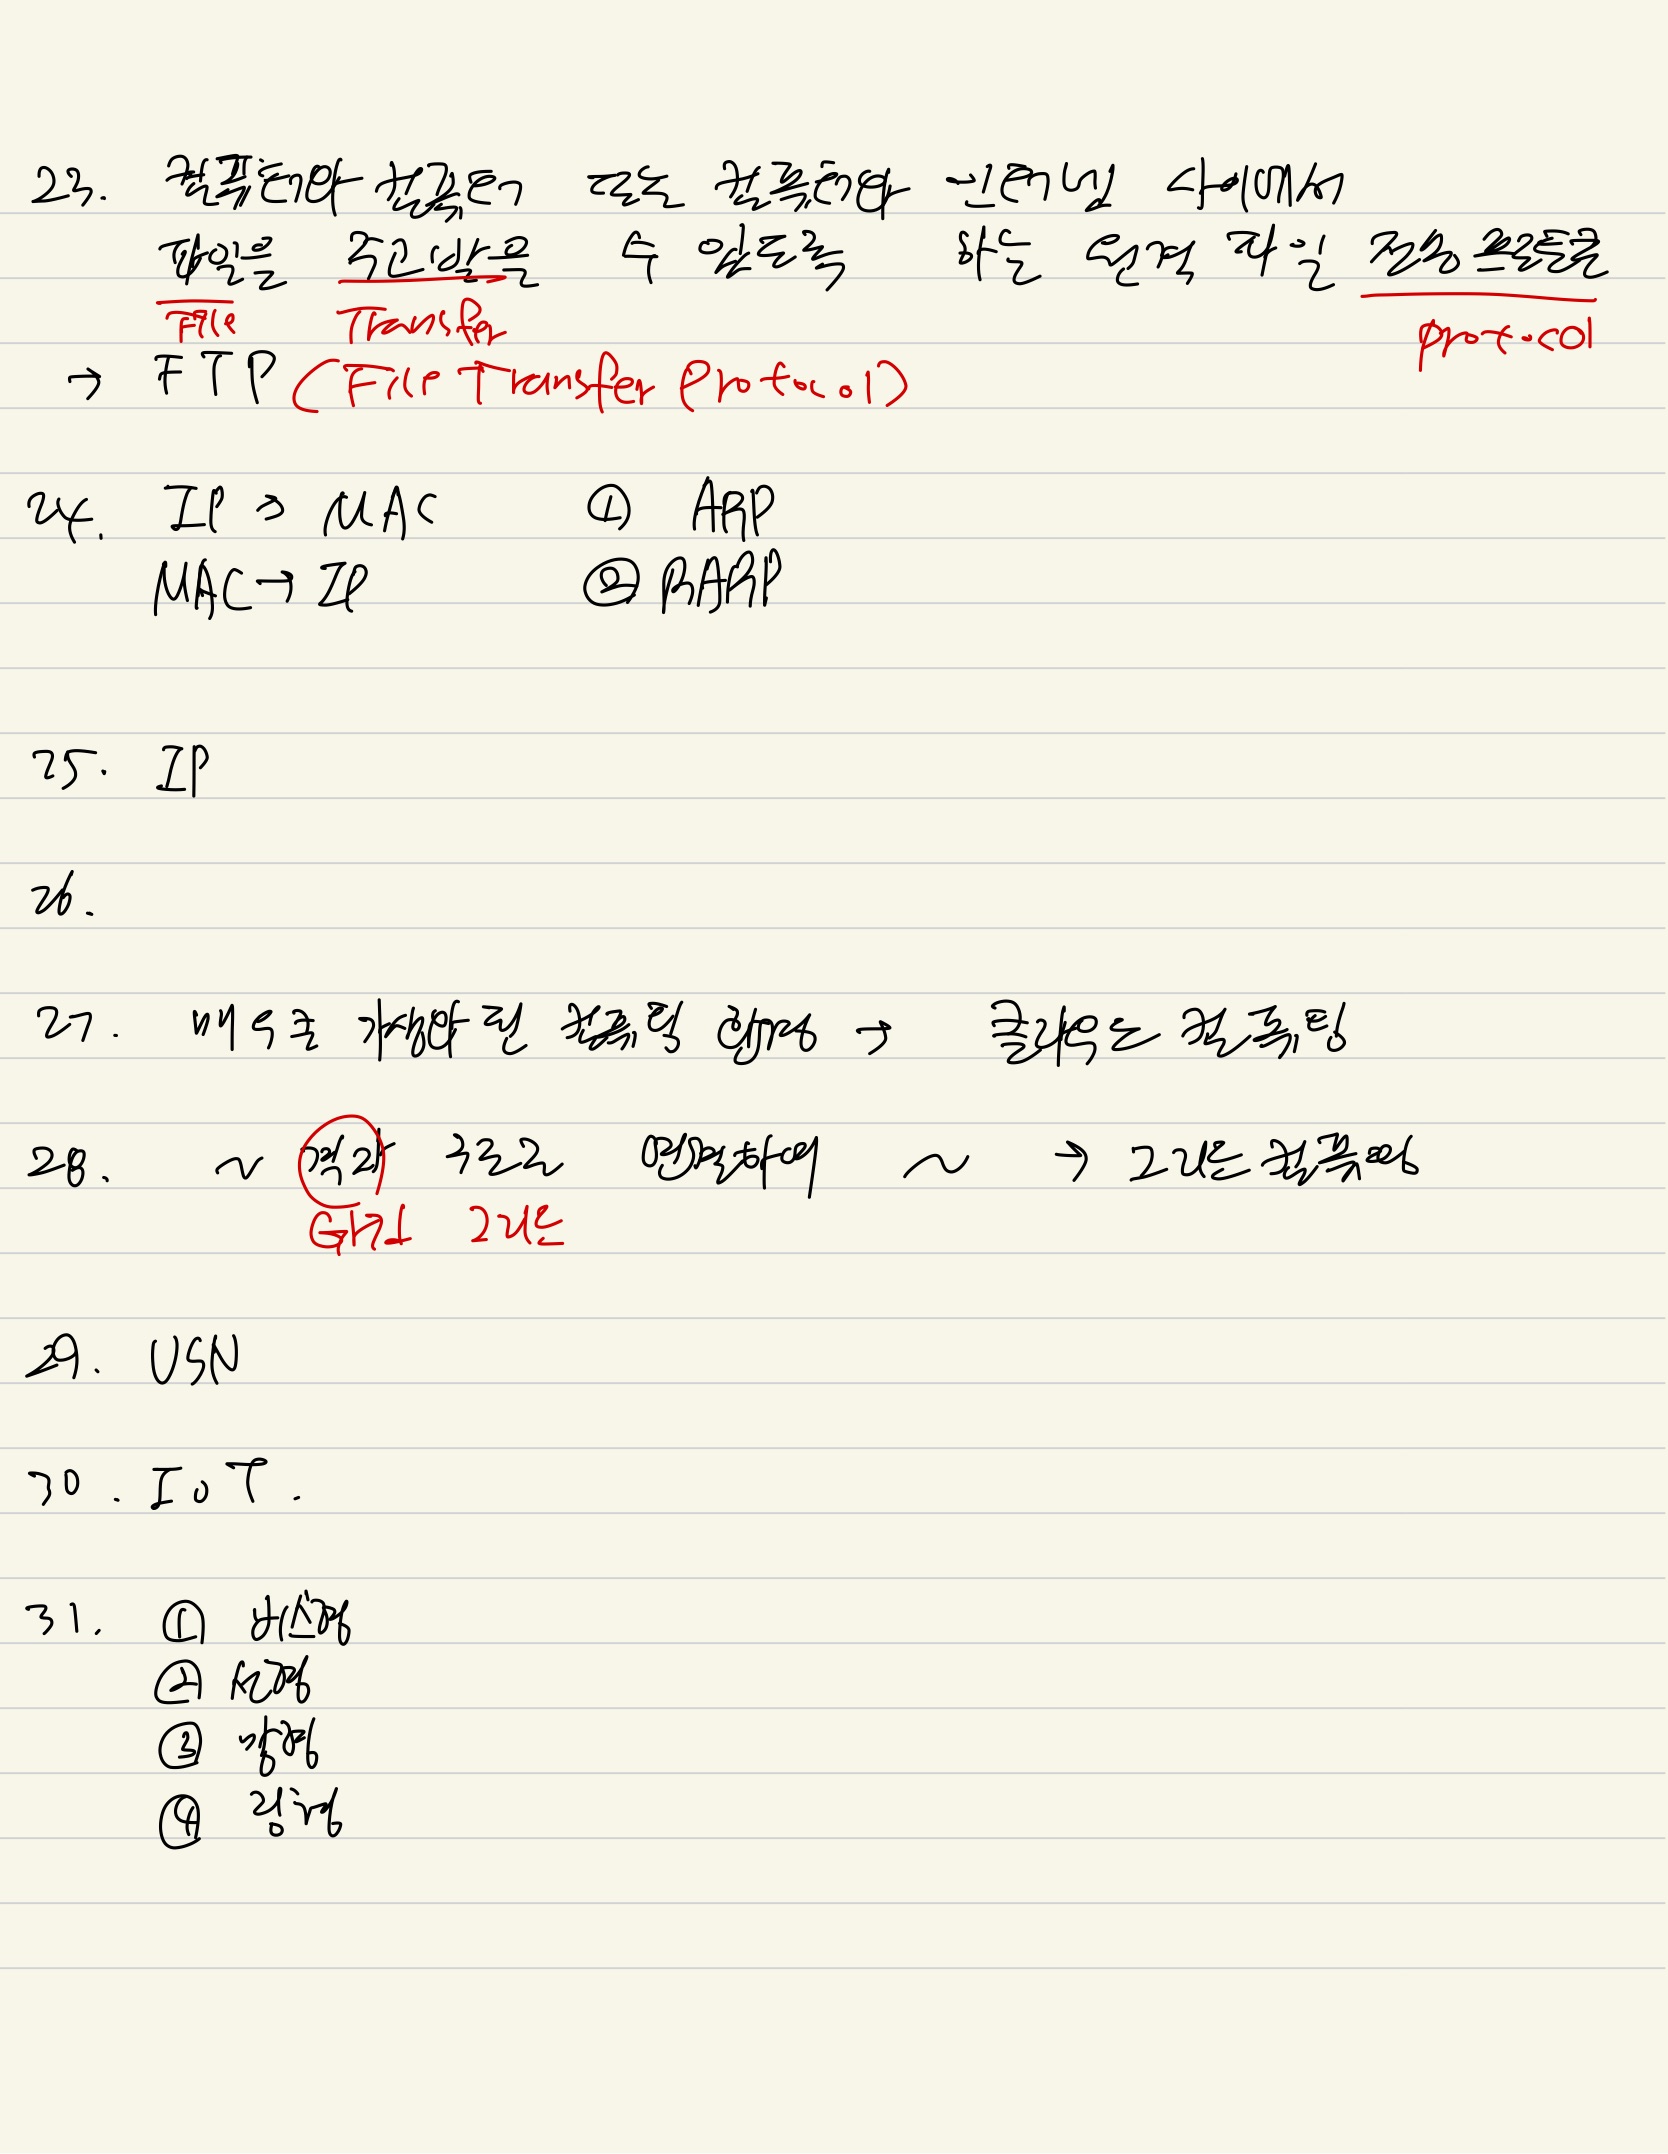 23. 컴퓨터와 컴퓨터 또는 컴퓨터와 인터넷 사이에서
파일을 주고받을 수 있도록 하는 원격 파일 전송 프로토콜
File Transfer protocol
→ FTP (File Transfer Protocol)
24. IP → MAC ① ARP
MAC → IP ② RARP
25. IP
26.
27. 매우로 가상화 된 컴퓨팅 환경 → 클라우드 컴퓨팅
28. ~ 격자 구조로 연결하여 ~ → 그리드 컴퓨팅
Grid 그리드
29. USN
30. IoT.
31. ① 버스형
② 성형
③ 망형
④ 링형